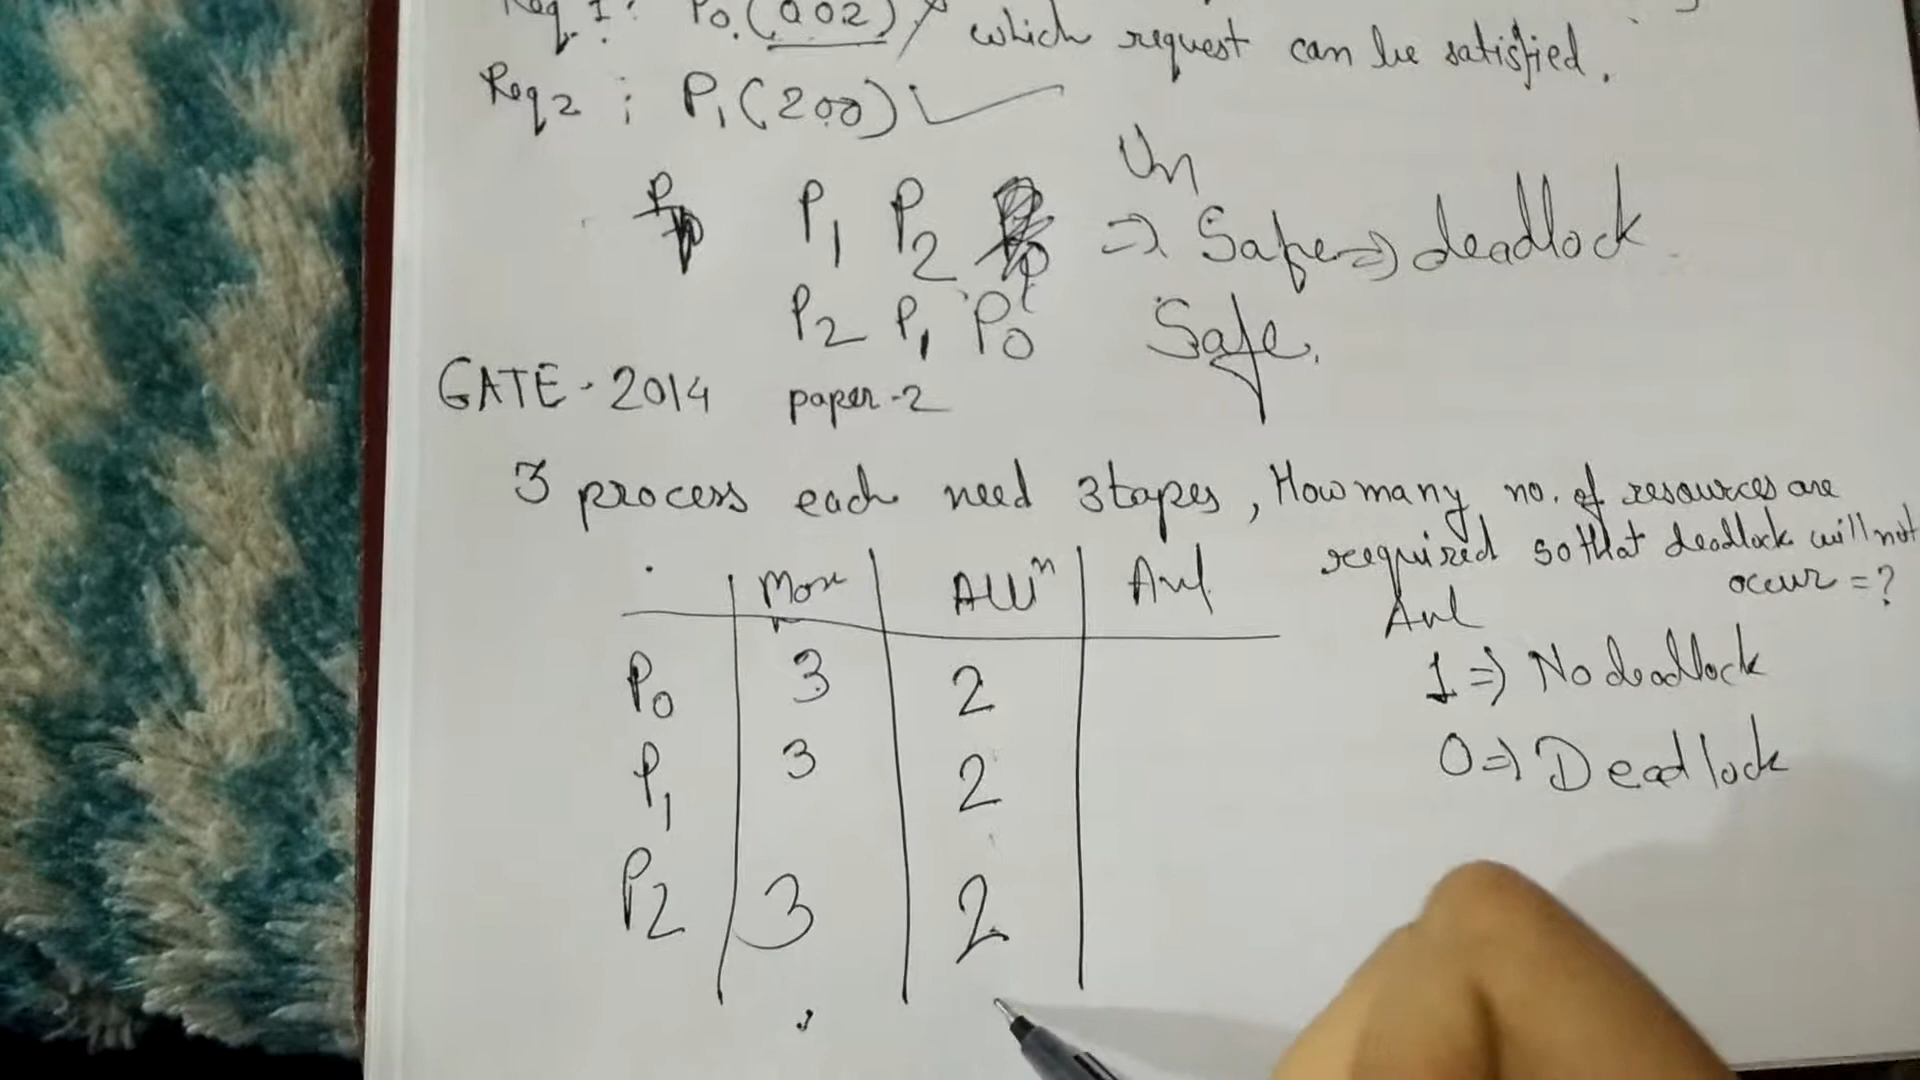 Req 1: P0 (002) which request can be satisfied.
Req2 ; P1 (200) ✓
P1 P2 ⇒ Un Safe ⇒ deadlock
P2 P1 P0 Safe.
GATE - 2014 paper-2
3 process each need 3 tapes, How many no. of resources are
required so that deadlock will not
occur = ?
Max Allⁿ Avl
Avl
P0 3 2
1 ⇒ No deadlock
P1 3 2
0 ⇒ Deadlock
P2 3 2